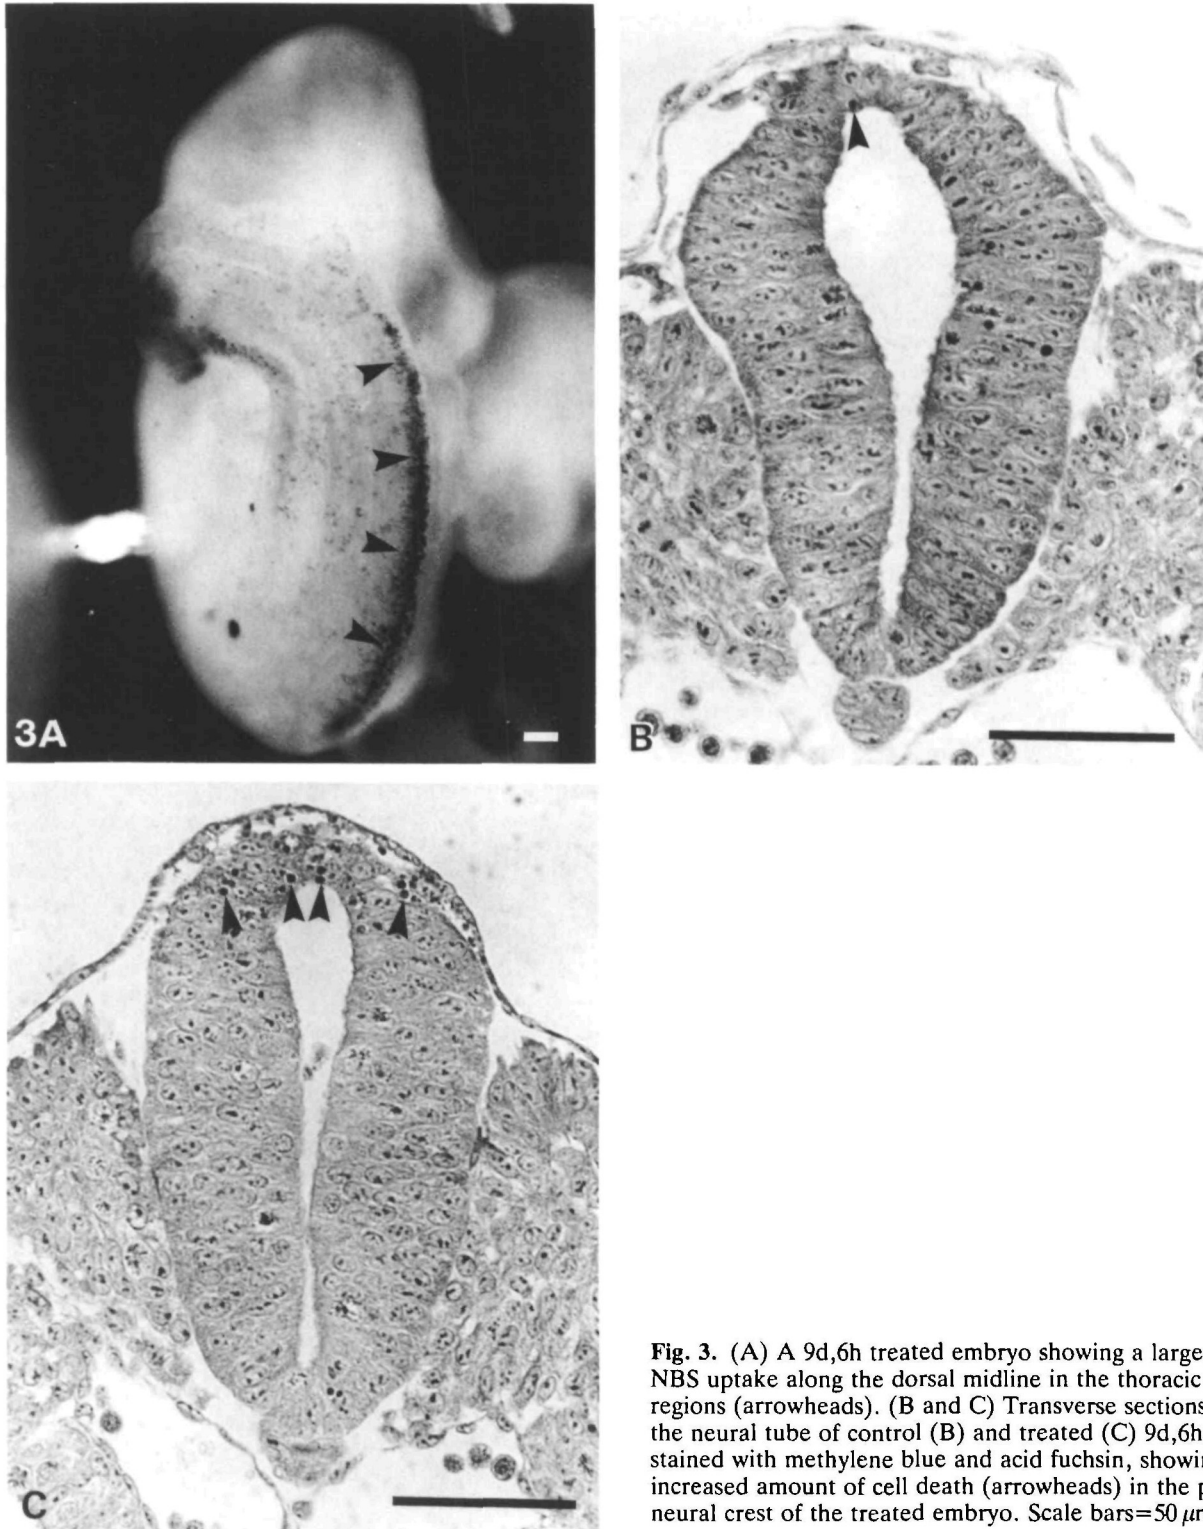 3A
B
C
Fig. 3. (A) A 9d,6h treated embryo showing a large
NBS uptake along the dorsal midline in the thoracic
regions (arrowheads). (B and C) Transverse sections
the neural tube of control (B) and treated (C) 9d,6h
stained with methylene blue and acid fuchsin,
increased amount of cell death (arrowheads) in the
neural crest of the treated embryo. Scale bars=50